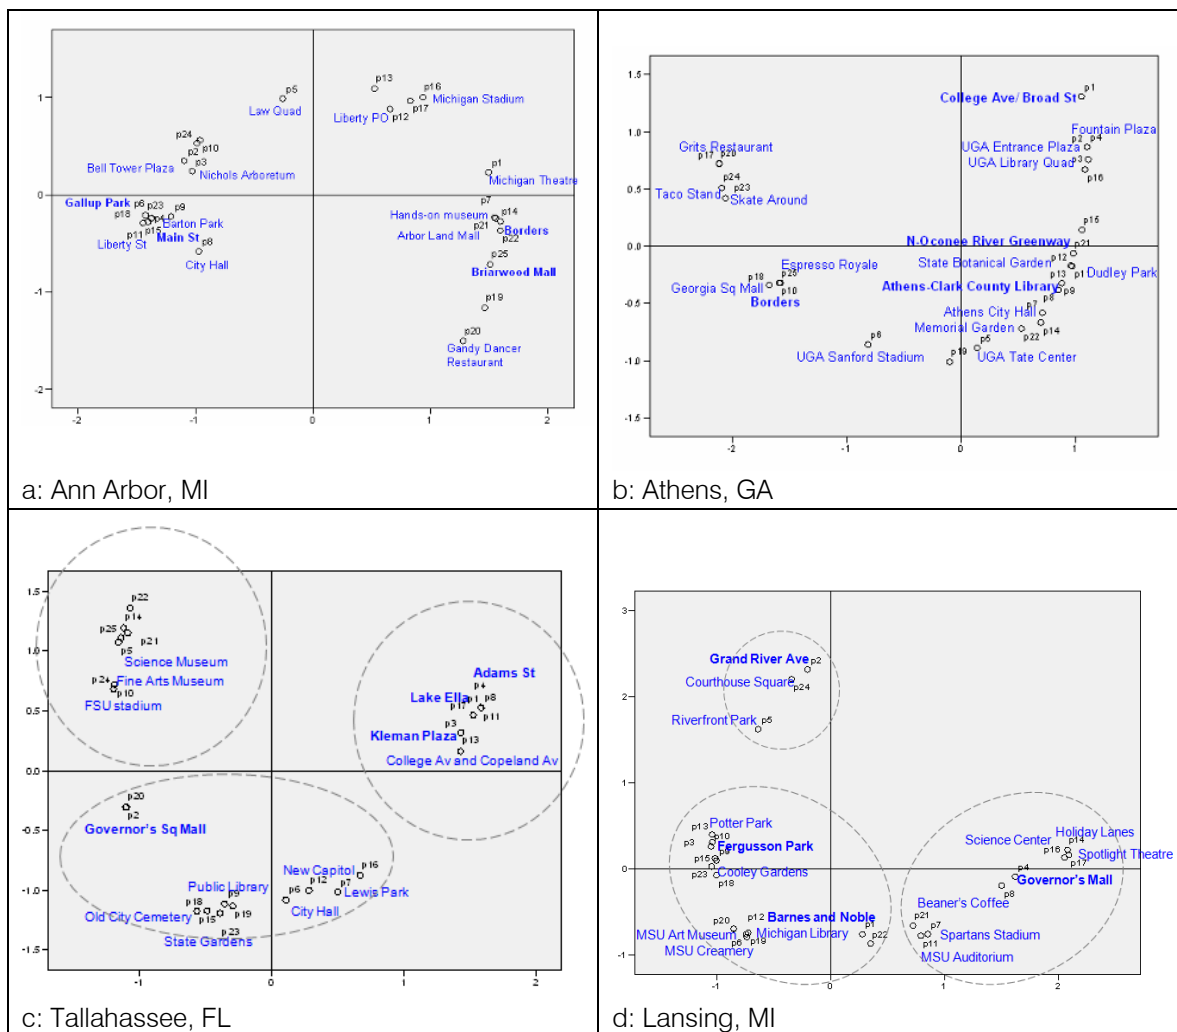 p13
p16
p5
Michigan Stadium
Law Quad
p17
Liberty PO
p12
p24
p10
p2
Bell Tower Plaza
p3
Nichols Arboretum
p1
Michigan Theatre
Gallup Park
p6
p23
p9
p7
p18
p4
Barton Park
Hands-on museum
p14
p11
p15
Main St
p21
Borders
Liberty St
Arbor Land Mall
p22
p8
p25
City Hall
Briarwood Mall
p19
p20
Gandy Dancer
Restaurant
1
0
-1
-2
-2
-1
0
1
2
a: Ann Arbor, MI
p1
College Ave/ Broad St
Fountain Plaza
p2
p4
UGA Entrance Plaza
p3
UGA Library Quad
p16
Grits Restaurant
p17
p20
p24
p23
Taco Stand
Skate Around
p15
N-Oconee River Greenway
p21
Espresso Royale
State Botanical Garden
p12
p18
p25
p13
p1
Dudley Park
Georgia Sq Mall
p10
Athens-Clark County Library
Borders
p8
p9
p7
Athens City Hall
Memorial Garden
p14
p6
p22
p5
UGA Sanford Stadium
p19
UGA Tate Center
1.5
1.0
0.5
0.0
-0.5
-1.0
-1.5
-2
-1
0
1
b: Athens, GA
p22
p14
p25
p21
p5
Science Museum
p24
Fine Arts Museum
p10
FSU stadium
Adams St
p4
Lake Ella
p1
p8
p17
p11
p3
Kleman Plaza
p13
College Av and Copeland Av
p20
p2
Governor's Sq Mall
New Capitol
p16
p12
p7
Public Library
p6
Lewis Park
p9
p18
City Hall
Old City Cemetery
p15
p19
State Gardens
p23
1.5
1.0
0.5
0.0
-0.5
-1.0
-1.5
-1
0
1
2
c: Tallahassee, FL
Grand River Ave
p2
Courthouse Square
p24
Riverfront Park
p5
p13
Potter Park
p10
p3
Fergusson Park
p15
p9
Cooley Gardens
p23
p18
Holiday Lanes
Science Center
p14
p16
Spotlight Theatre
p17
p4
Governor's Mall
p8
Beaner's Coffee
p20
p12
Barnes and Noble
p1
p21
p7
MSU Art Museum
Michigan Library
p22
Spartans Stadium
p6
p19
p11
MSU Creamery
MSU Auditorium
3
2
1
0
-1
-1
0
1
2
d: Lansing, MI